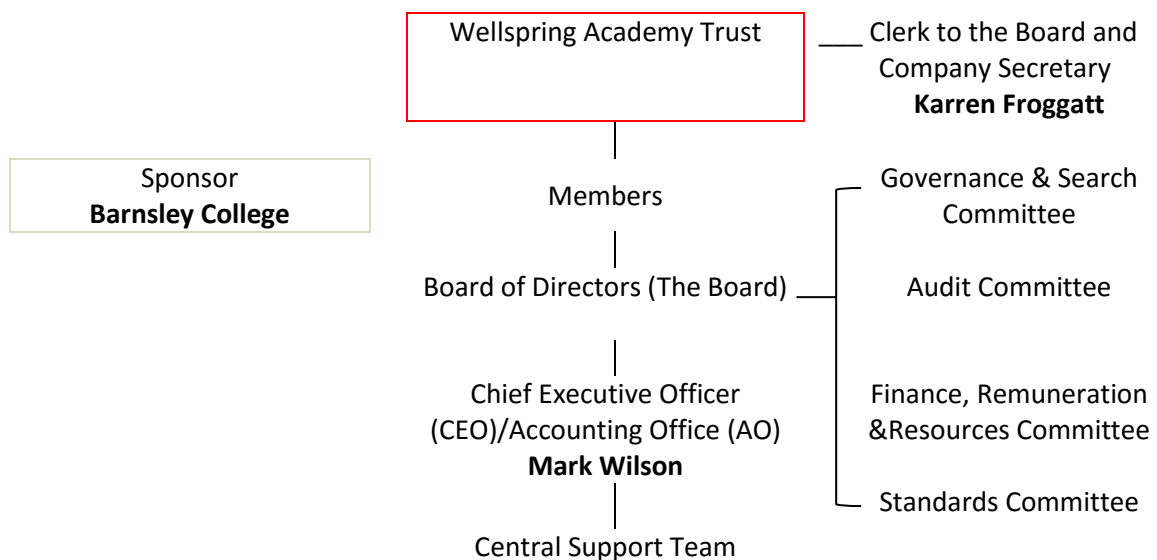 Wellspring Academy Trust
___ Clerk to the Board and
Company Secretary
Karren Froggatt
Sponsor
Barnsley College
Members
Governance & Search
Committee
Board of Directors (The Board)
Audit Committee
Chief Executive Officer
(CEO)/Accounting Office (AO)
Mark Wilson
Finance, Remuneration
&Resources Committee
Standards Committee
Central Support Team